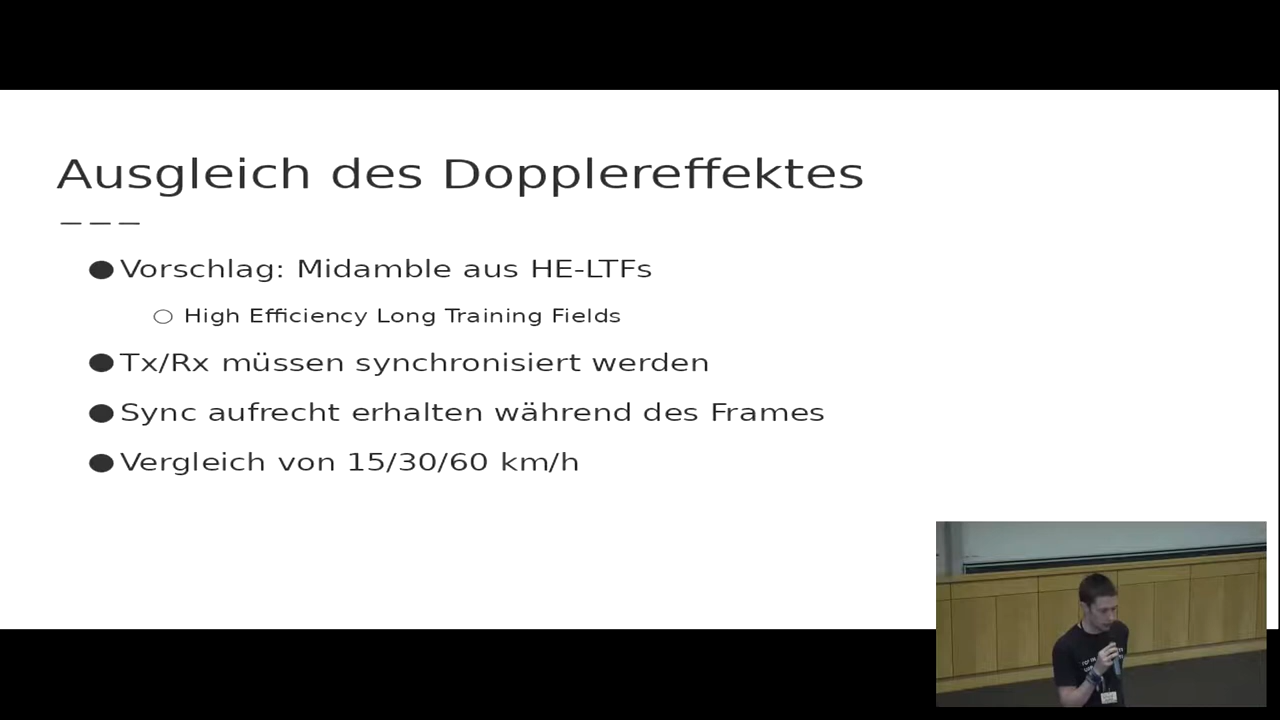 Ausgleich des Dopplereffektes
Vorschlag: Midamble aus HE-LTFs
High Efficiency Long Training Fields
Tx/Rx müssen synchronisiert werden
Sync aufrecht erhalten während des Frames
Vergleich von 15/30/60 km/h